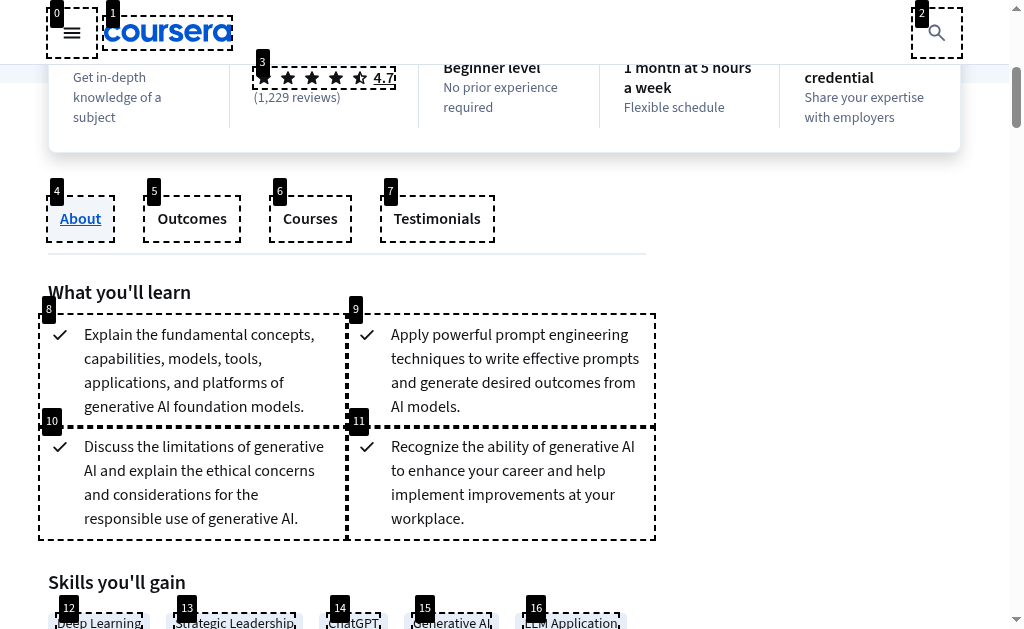 0
1
2
coursera
3
4.7
Get in-depth
knowledge of a
subject
(1,229 reviews)
Beginner level
No prior experience
required
1 month at 5 hours
a week
Flexible schedule
credential
Share your expertise
with employers
4
5
6
7
About
Outcomes
Courses
Testimonials
What you'll learn
8
Explain the fundamental concepts,
capabilities, models, tools,
applications, and platforms of
generative AI foundation models.
9
Apply powerful prompt engineering
techniques to write effective prompts
and generate desired outcomes from
AI models.
10
Discuss the limitations of generative
AI and explain the ethical concerns
and considerations for the
responsible use of generative AI.
11
Recognize the ability of generative AI
to enhance your career and help
implement improvements at your
workplace.
Skills you'll gain
12
13
14
15
16
Deep Learning
Strategic Leadership
ChatGPT
Generative AI
LLM Application